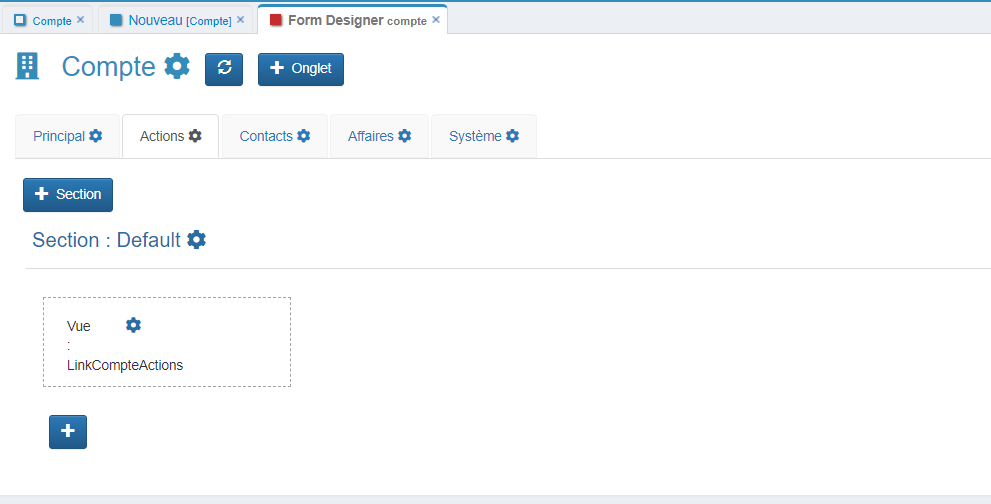 Compte × Nouveau [Compte] × Form Designer compte ×
Compte + Onglet
Principal Actions Contacts Affaires Système
+ Section
Section : Default
Vue
:
LinkCompteActions
+